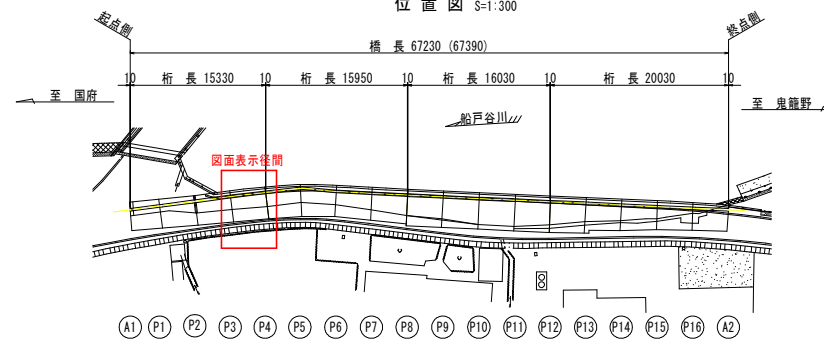 位置図 S=1:300
起点側
終点側
橋長 67230 (67390)
10 桁長 15330 10 桁長 15950 10 桁長 16030 10 桁長 20030 10
至 国府
至 鬼籠野
船戸谷川
図面表示径間
A1 P1 P2 P3 P4 P5 P6 P7 P8 P9 P10 P11 P12 P13 P14 P15 P16 A2